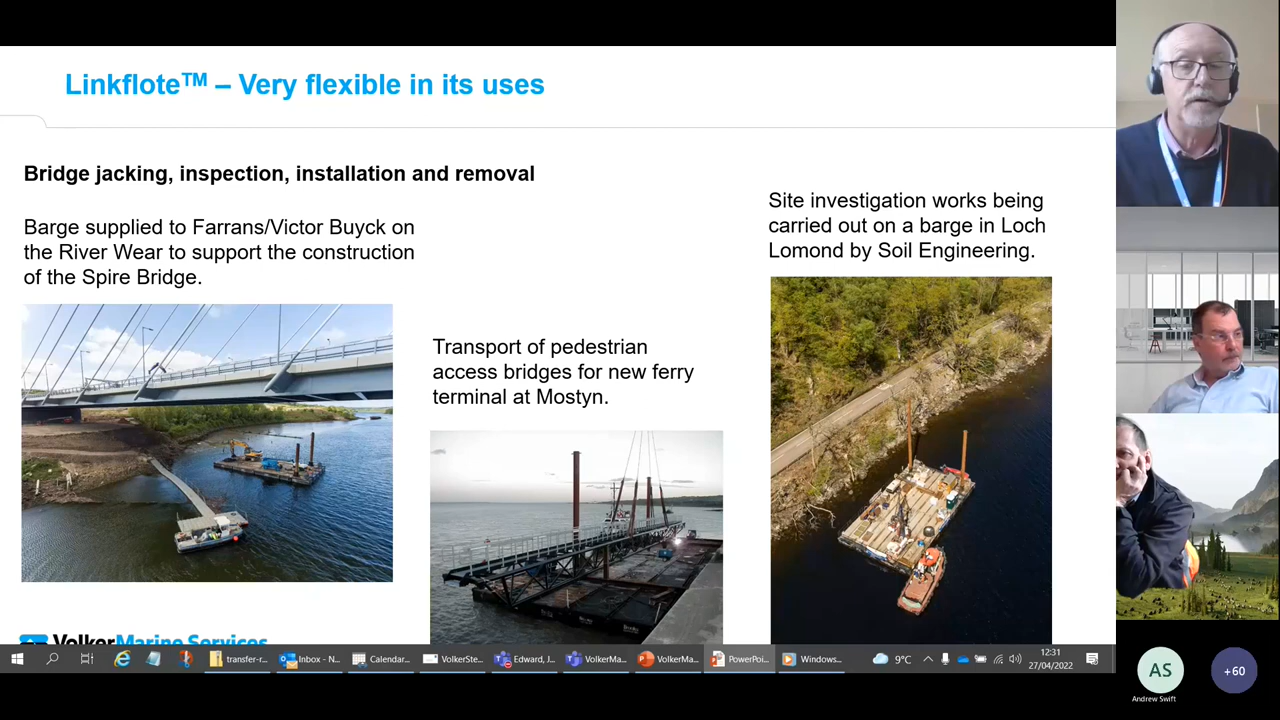 Linkflote™ – Very flexible in its uses
Bridge jacking, inspection, installation and removal
Barge supplied to Farrans/Victor Buyck on
the River Wear to support the construction
of the Spire Bridge.
Transport of pedestrian
access bridges for new ferry
terminal at Mostyn.
Site investigation works being
carried out on a barge in Loch
Lomond by Soil Engineering.
VolkerMarine Services
transfer-r...
Inbox - N...
Calendar...
VolkerSte...
Edward, J...
VolkerMa...
VolkerMa...
PowerPoi...
Windows...
9°C
12:31
27/04/2022
AS
Andrew Swift
+60